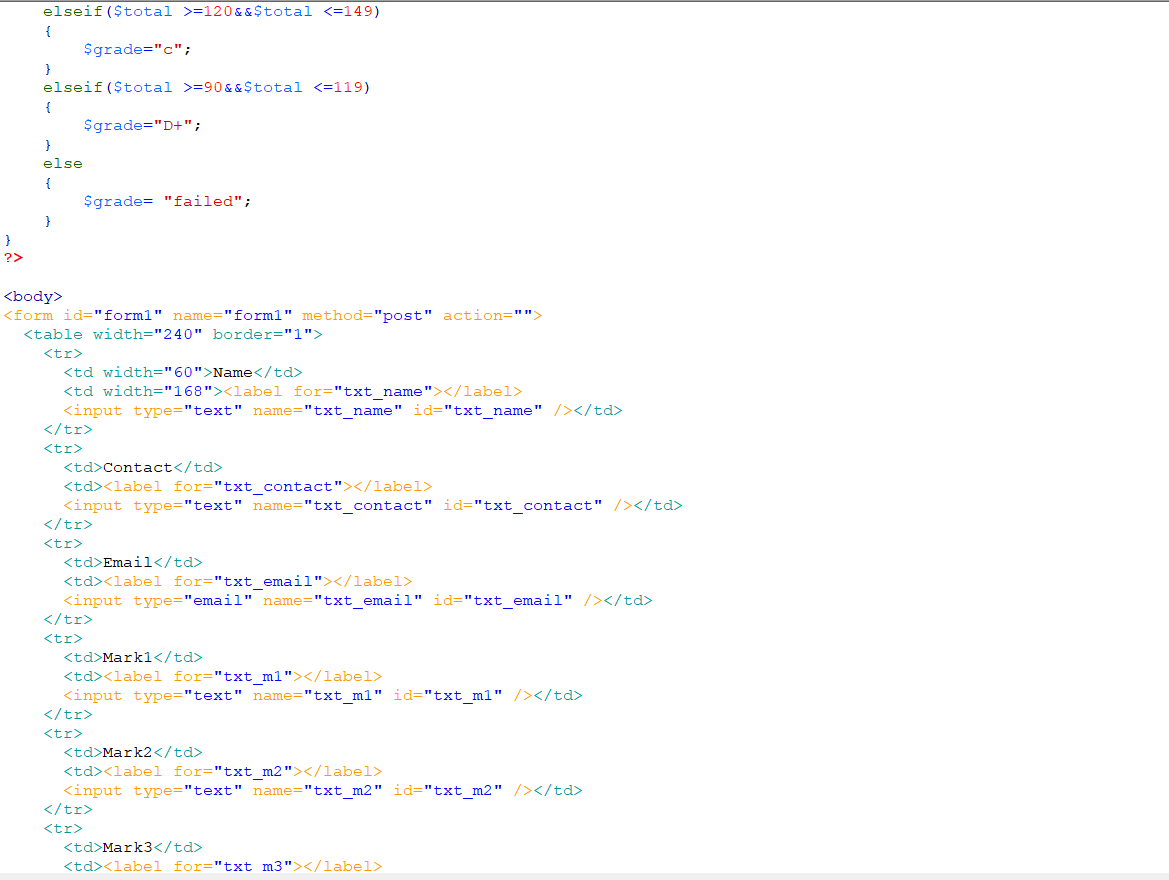 elseif($total >=120&&$total <=149)
    {
        $grade="c";
    }
    elseif($total >=90&&$total <=119)
    {
        $grade="D+";
    }
    else
    {
        $grade= "failed";
    }
}
?>

<body>
<form id="form1" name="form1" method="post" action="">
  <table width="240" border="1">
    <tr>
      <td width="60">Name</td>
      <td width="168"><label for="txt_name"></label>
      <input type="text" name="txt_name" id="txt_name" /></td>
    </tr>
    <tr>
      <td>Contact</td>
      <td><label for="txt_contact"></label>
      <input type="text" name="txt_contact" id="txt_contact" /></td>
    </tr>
    <tr>
      <td>Email</td>
      <td><label for="txt_email"></label>
      <input type="email" name="txt_email" id="txt_email" /></td>
    </tr>
    <tr>
      <td>Mark1</td>
      <td><label for="txt_m1"></label>
      <input type="text" name="txt_m1" id="txt_m1" /></td>
    </tr>
    <tr>
      <td>Mark2</td>
      <td><label for="txt_m2"></label>
      <input type="text" name="txt_m2" id="txt_m2" /></td>
    </tr>
    <tr>
      <td>Mark3</td>
      <td><label for="txt_m3"></label>